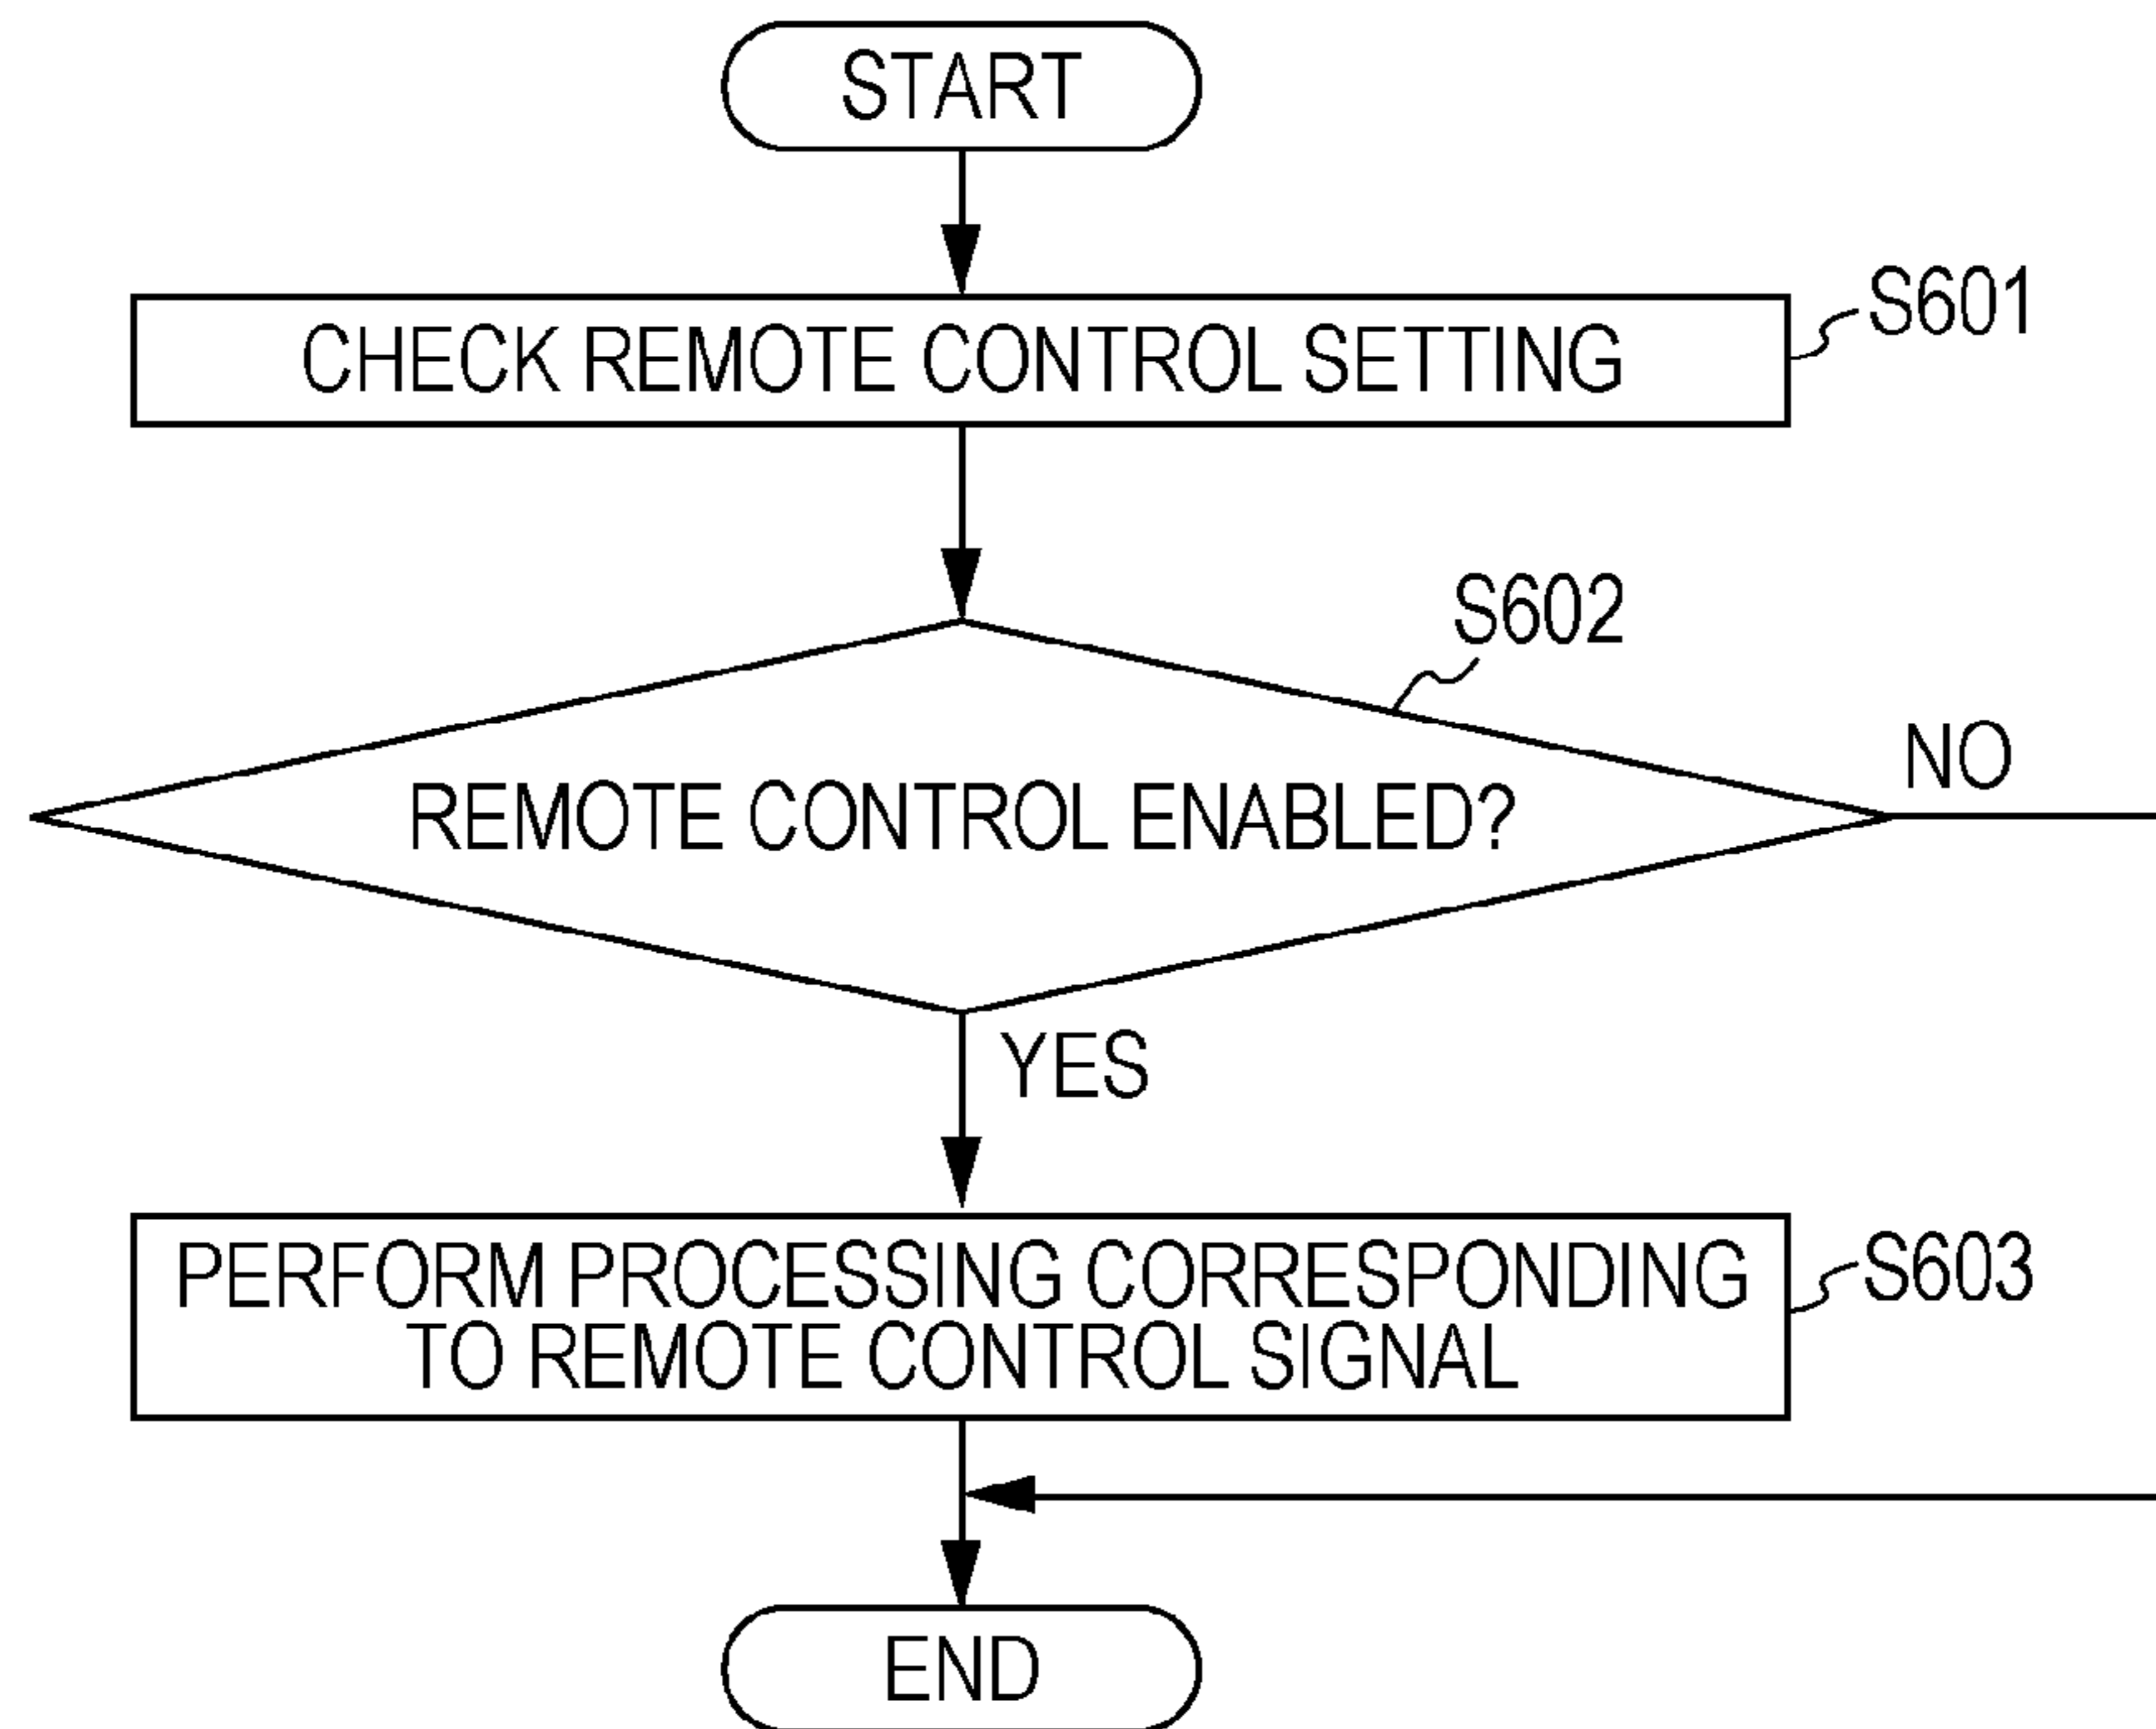 START
CHECK REMOTE CONTROL SETTING
S601
S602
REMOTE CONTROL ENABLED?
NO
YES
PERFORM PROCESSING CORRESPONDING
TO REMOTE CONTROL SIGNAL
S603
END